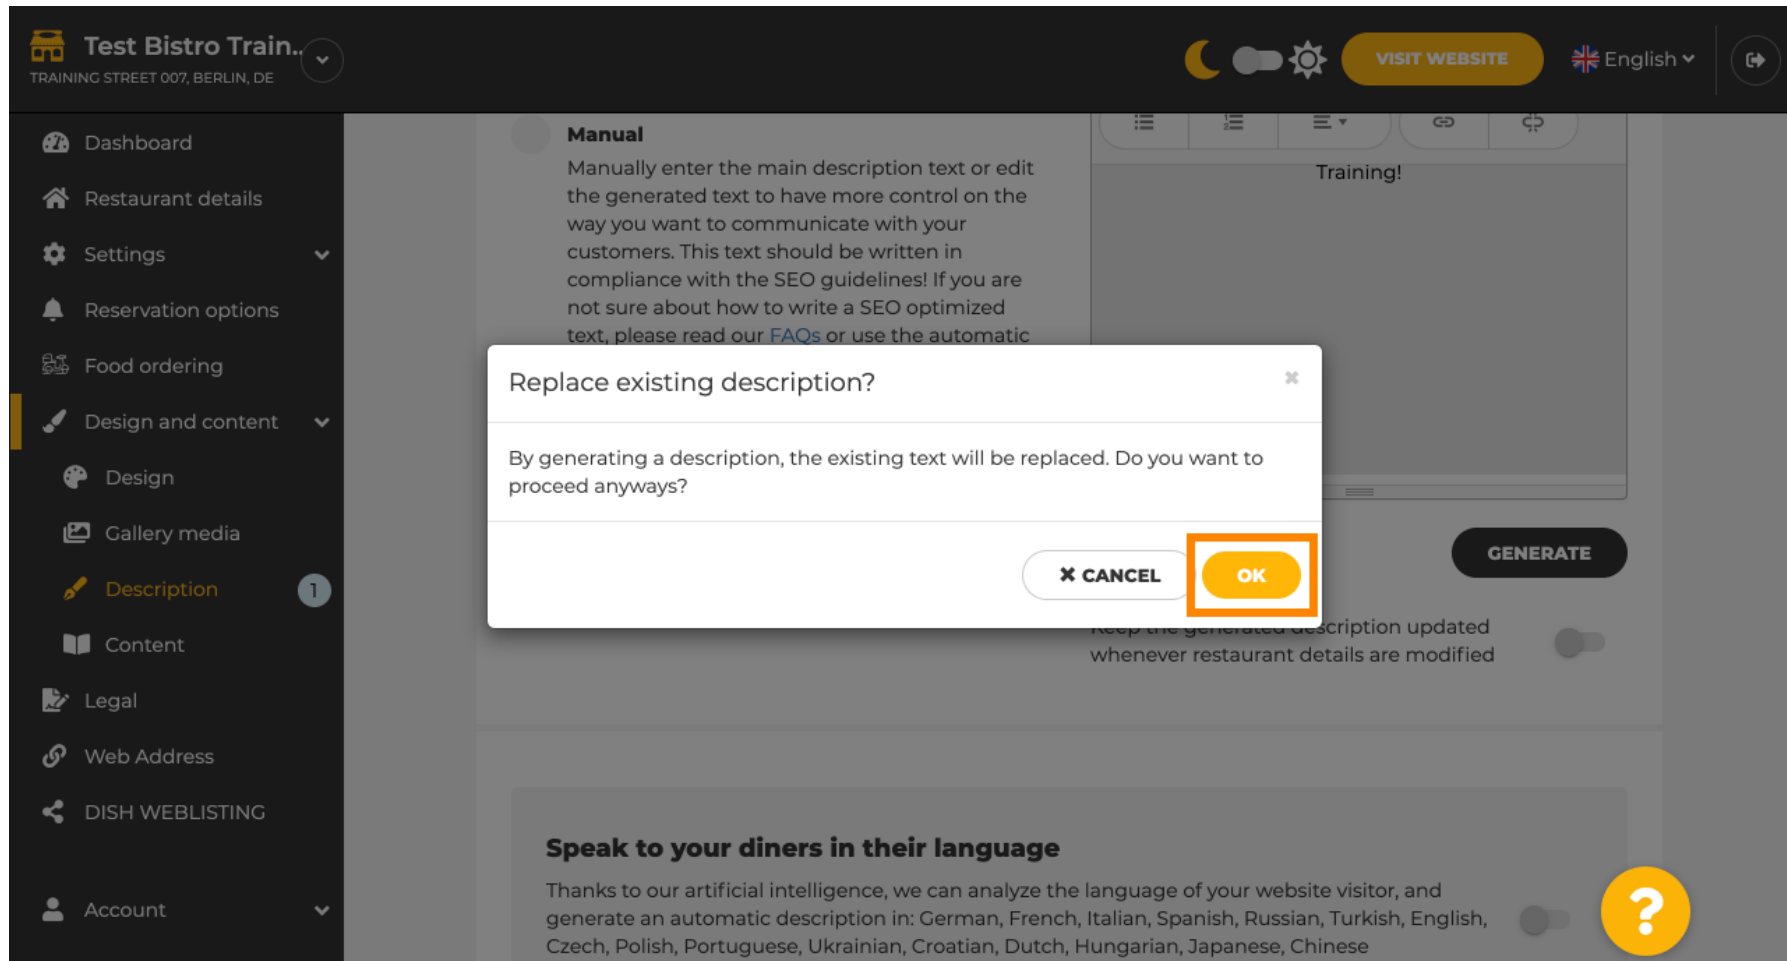 Test Bistro Train..
TRAINING STREET 007, BERLIN, DE
VISIT WEBSITE
English
Dashboard
Restaurant details
Settings
Reservation options
Food ordering
Design and content
Design
Gallery media
Description
1
Content
Legal
Web Address
DISH WEBLISTING
Account
Manual
Manually enter the main description text or edit
the generated text to have more control on the
way you want to communicate with your
customers. This text should be written in
compliance with the SEO guidelines! If you are
not sure about how to write a SEO optimized
text, please read our FAQs or use the automatic
Training!
Replace existing description?
By generating a description, the existing text will be replaced. Do you want to
proceed anyways?
CANCEL
OK
GENERATE
Keep the generated description updated
whenever restaurant details are modified
Speak to your diners in their language
Thanks to our artificial intelligence, we can analyze the language of your website visitor, and
generate an automatic description in: German, French, Italian, Spanish, Russian, Turkish, English,
Czech, Polish, Portuguese, Ukrainian, Croatian, Dutch, Hungarian, Japanese, Chinese
?